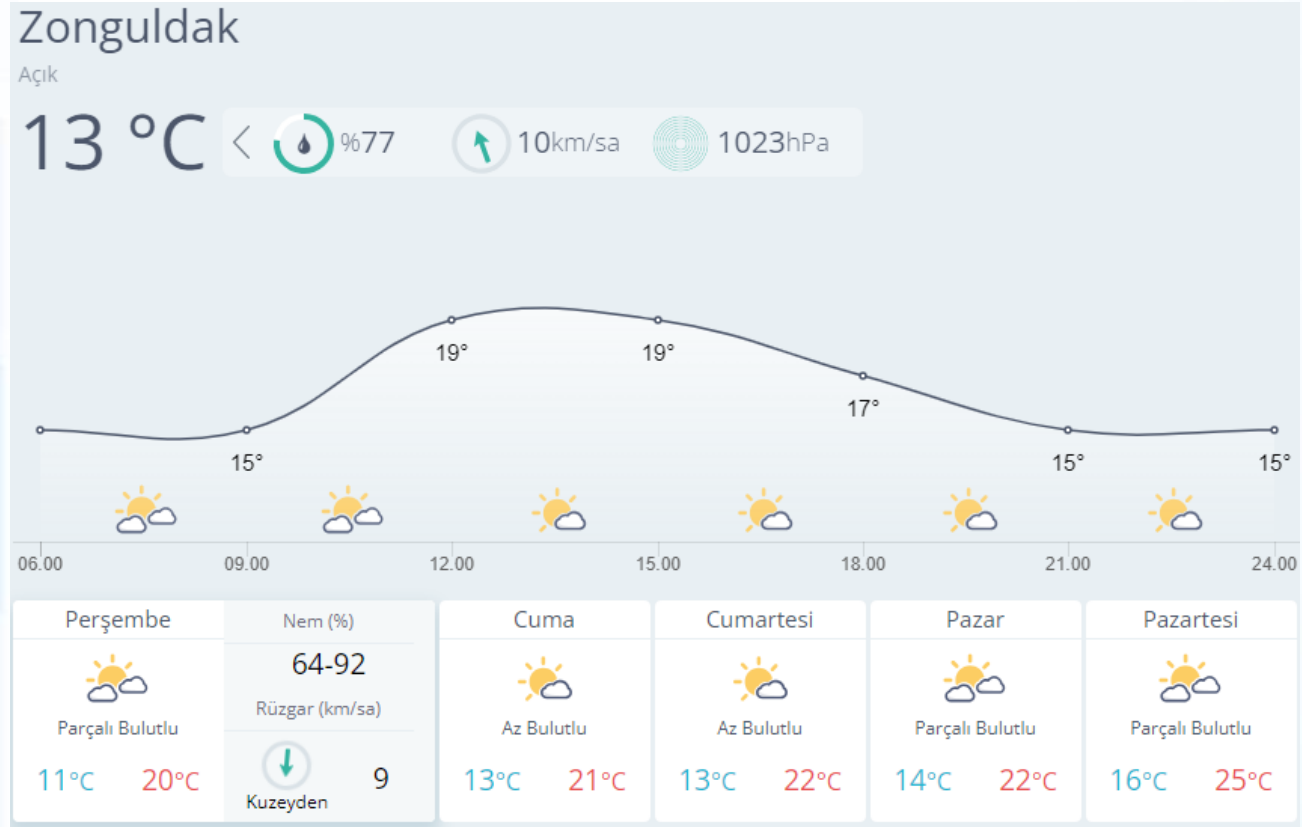 Zonguldak
Açık
13 °C
%77
10km/sa
1023hPa
19°
19°
17°
15°
15°
15°
06.00 09.00 12.00 15.00 18.00 21.00 24.00
Perşembe
Parçalı Bulutlu
11°C 20°C
Nem (%)
64-92
Rüzgar (km/sa)
9
Kuzeyden
Cuma
Az Bulutlu
13°C 21°C
Cumartesi
Az Bulutlu
13°C 22°C
Pazar
Parçalı Bulutlu
14°C 22°C
Pazartesi
Parçalı Bulutlu
16°C 25°C